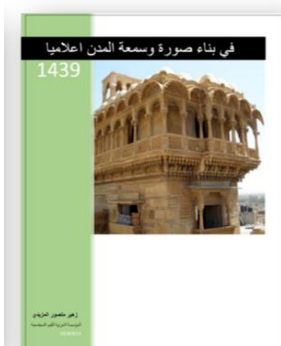 في بناء صورة وسمعة المدن اعلاميا
1439
زهير منصور المزيدي